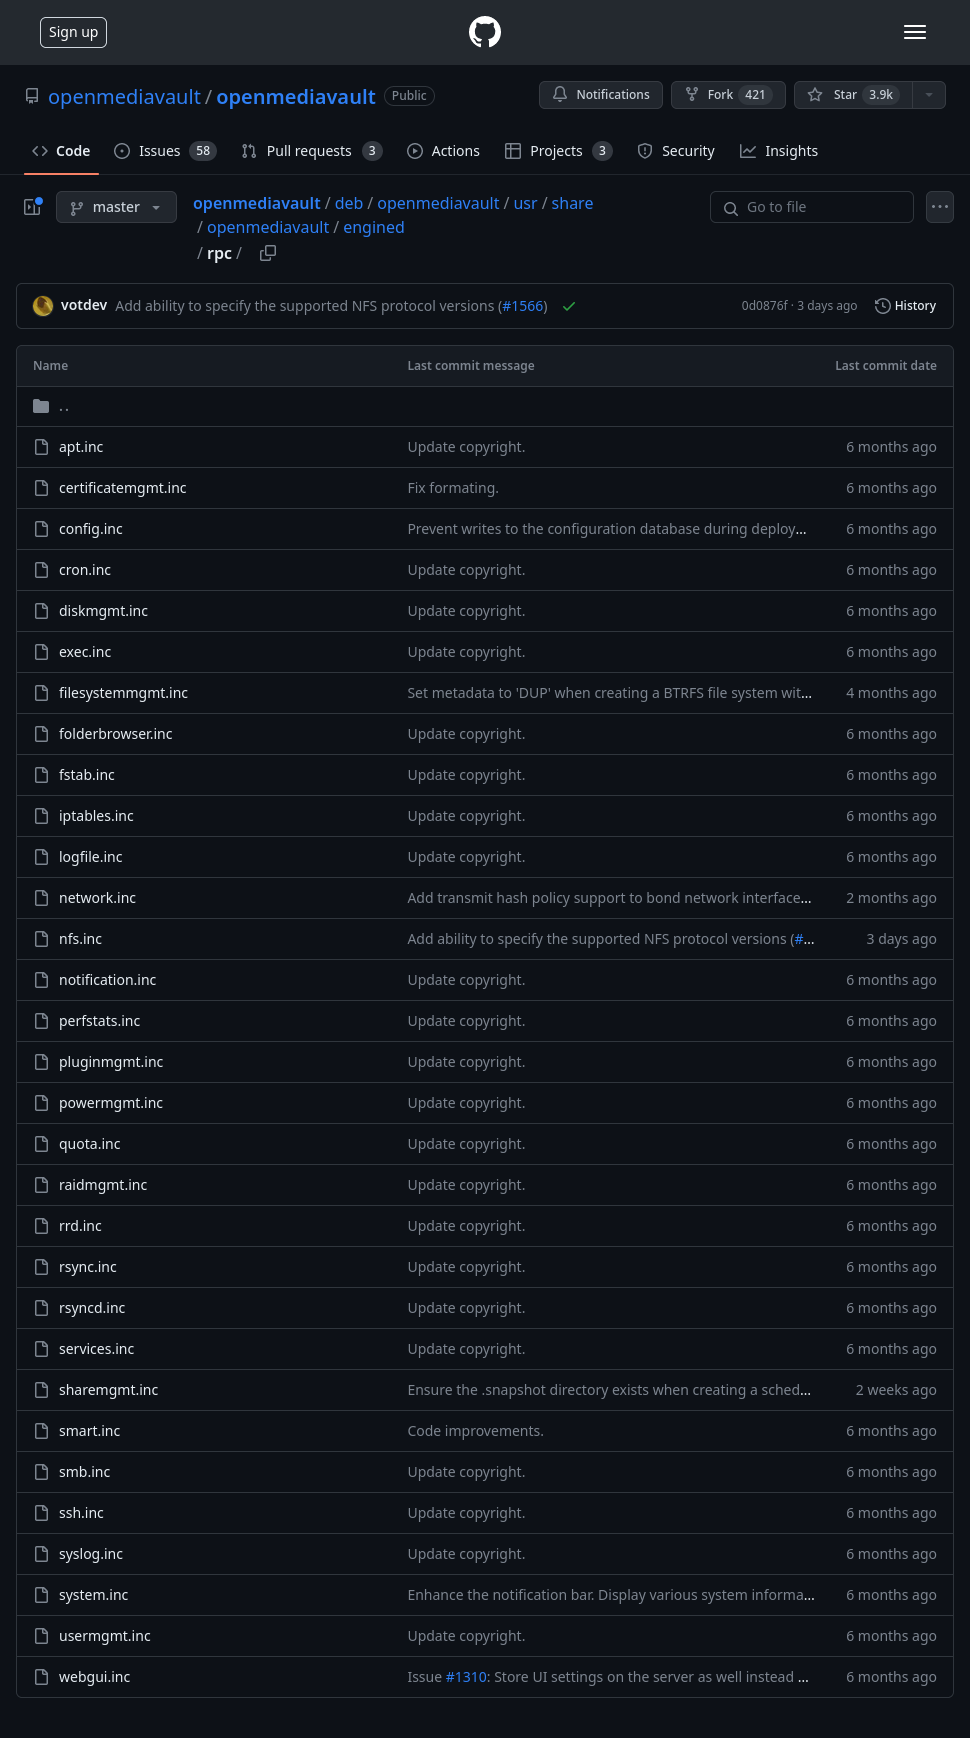 Sign up
openmediavault / openmediavault Public
Notifications Fork 421 Star 3.9k
Code Issues 58 Pull requests 3 Actions Projects 3 Security Insights
master
openmediavault / deb / openmediavault / usr / share
/ openmediavault / engined
/ rpc /
Go to file
votdev Add ability to specify the supported NFS protocol versions (#1566) 0d0876f · 3 days ago History
Name Last commit message Last commit date
..
apt.inc Update copyright. 6 months ago
certificatemgmt.inc Fix formating. 6 months ago
config.inc Prevent writes to the configuration database during deploy… 6 months ago
cron.inc Update copyright. 6 months ago
diskmgmt.inc Update copyright. 6 months ago
exec.inc Update copyright. 6 months ago
filesystemmgmt.inc Set metadata to 'DUP' when creating a BTRFS file system wit… 4 months ago
folderbrowser.inc Update copyright. 6 months ago
fstab.inc Update copyright. 6 months ago
iptables.inc Update copyright. 6 months ago
logfile.inc Update copyright. 6 months ago
network.inc Add transmit hash policy support to bond network interface… 2 months ago
nfs.inc Add ability to specify the supported NFS protocol versions (#… 3 days ago
notification.inc Update copyright. 6 months ago
perfstats.inc Update copyright. 6 months ago
pluginmgmt.inc Update copyright. 6 months ago
powermgmt.inc Update copyright. 6 months ago
quota.inc Update copyright. 6 months ago
raidmgmt.inc Update copyright. 6 months ago
rrd.inc Update copyright. 6 months ago
rsync.inc Update copyright. 6 months ago
rsyncd.inc Update copyright. 6 months ago
services.inc Update copyright. 6 months ago
sharemgmt.inc Ensure the .snapshot directory exists when creating a sched… 2 weeks ago
smart.inc Code improvements. 6 months ago
smb.inc Update copyright. 6 months ago
ssh.inc Update copyright. 6 months ago
syslog.inc Update copyright. 6 months ago
system.inc Enhance the notification bar. Display various system informa… 6 months ago
usermgmt.inc Update copyright. 6 months ago
webgui.inc Issue #1310: Store UI settings on the server as well instead … 6 months ago